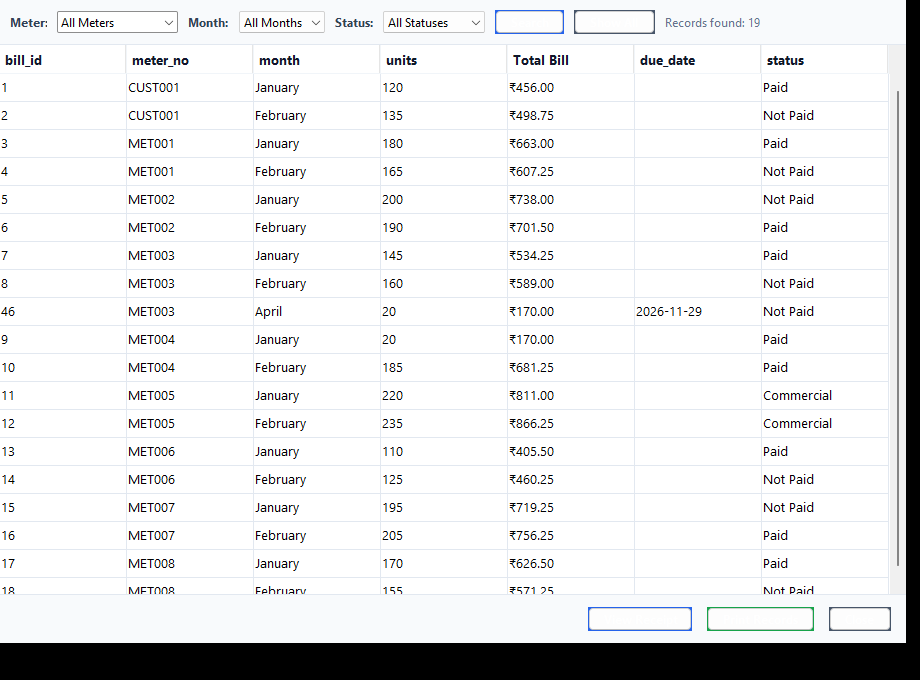 Meter: All Meters Month: All Months Status: All Statuses Records found: 19
bill_id meter_no month units Total Bill due_date status
1 CUST001 January 120 ₹456.00 Paid
2 CUST001 February 135 ₹498.75 Not Paid
3 MET001 January 180 ₹663.00 Paid
4 MET001 February 165 ₹607.25 Not Paid
5 MET002 January 200 ₹738.00 Not Paid
6 MET002 February 190 ₹701.50 Paid
7 MET003 January 145 ₹534.25 Paid
8 MET003 February 160 ₹589.00 Not Paid
46 MET003 April 20 ₹170.00 2026-11-29 Not Paid
9 MET004 January 20 ₹170.00 Paid
10 MET004 February 185 ₹681.25 Paid
11 MET005 January 220 ₹811.00 Commercial
12 MET005 February 235 ₹866.25 Commercial
13 MET006 January 110 ₹405.50 Paid
14 MET006 February 125 ₹460.25 Not Paid
15 MET007 January 195 ₹719.25 Not Paid
16 MET007 February 205 ₹756.25 Paid
17 MET008 January 170 ₹626.50 Paid
18 MET008 February 155 ₹571.25 Not Paid